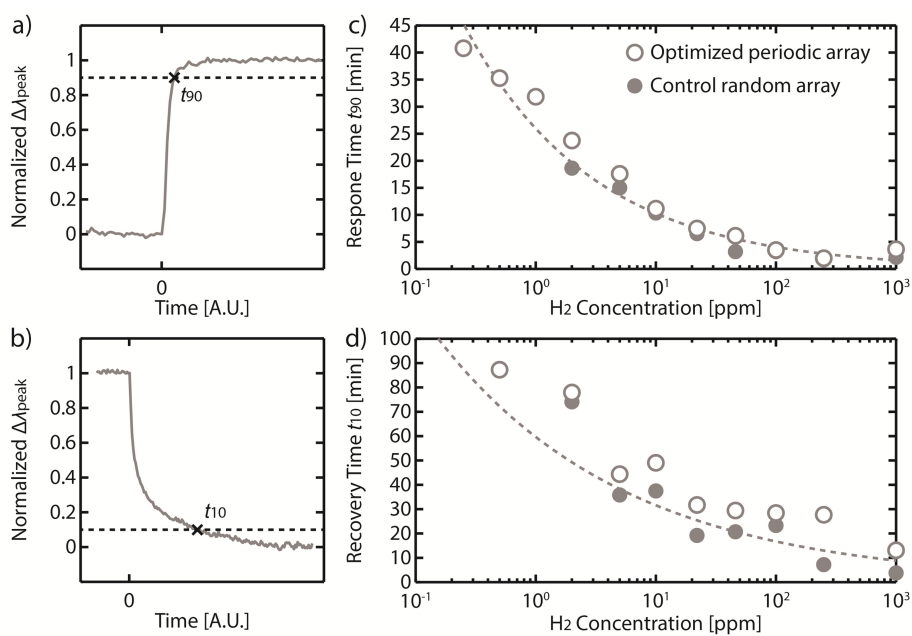 a)
Normalized Δλpeak
1
0.8
0.6
0.4
0.2
0
t90
0
Time [A.U.]
c)
Respone Time t90 [min]
45
40
35
30
25
20
15
10
5
0
Optimized periodic array
Control random array
10-1 100 101 102 103
H2 Concentration [ppm]
b)
Normalized Δλpeak
1
0.8
0.6
0.4
0.2
0
t10
0
Time [A.U.]
d)
Recovery Time t10 [min]
100
90
80
70
60
50
40
30
20
10
0
10-1 100 101 102 103
H2 Concentration [ppm]